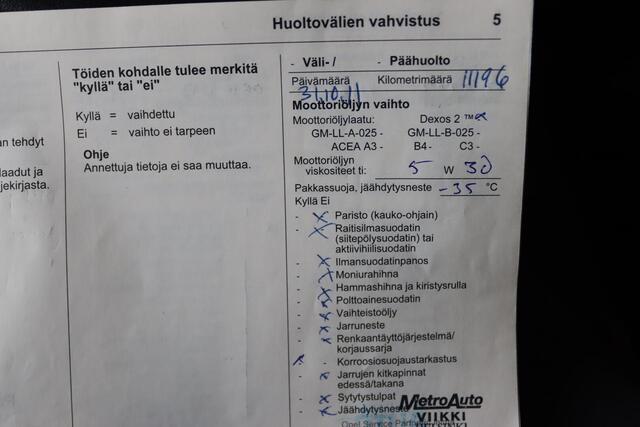 Huoltovälien vahvistus 5
an tehdyt
laadut ja
jekirjasta.
Töiden kohdalle tulee merkitä
"kyllä" tai "ei"
Kyllä = vaihdettu
Ei = vaihto ei tarpeen
Ohje
Annettuja tietoja ei saa muuttaa.
- Väli- / - Päähuolto
Päivämäärä 31.10.11 Kilometrimäärä 11196
Moottoriöljyn vaihto
Moottoriöljylaatu: Dexos 2 ™ x
GM-LL-A-025 - GM-LL-B-025 -
ACEA A3 - B4 - C3 -
Moottoriöljyn
viskositeet ti: 5 W 30
Pakkassuoja, jäähdytysneste -35 °C
Kyllä Ei
- x Paristo (kauko-ohjain)
- x Raitisilmasuodatin
(siitepölysuodatin) tai
aktiivihiilisuodatin
- x Ilmansuodatinpanos
- x Moniurahihna
- x Hammashihna ja kiristysrulla
- x Polttoainesuodatin
- x Vaihteistoöljy
- x Jarruneste
- x Renkaantäyttöjärjestelmä/
korjaussarja
x - Korroosiosuojaustarkastus
- x Jarrujen kitkapinnat
edessä/takana
- x Sytytystulpat
- x Jäähdytysneste
MetroAuto
VIIKKI
Opel Service Partner